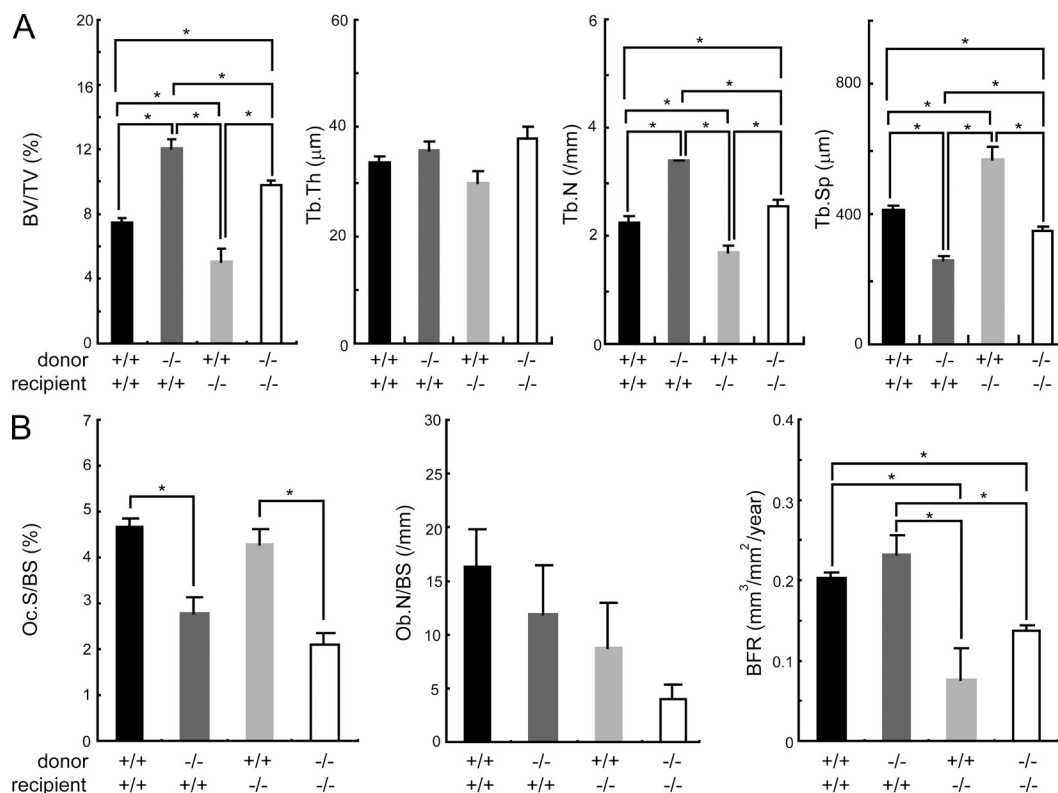 A
BV/TV (%)
20
16
12
8
4
0
* * * * * *
Tb.Th (μm)
60
40
20
0
Tb.N (/mm)
6
4
2
0
* * * * * *
Tb.Sp (μm)
800
400
0
* * * * * *
donor +/+ -/- +/+ -/- +/+ -/- +/+ -/- +/+ -/- +/+ -/- +/+ -/- +/+ -/-
recipient +/+ +/+ -/- -/- +/+ +/+ -/- -/- +/+ +/+ -/- -/- +/+ +/+ -/- -/-
B
Oc.S/BS (%)
7
6
5
4
3
2
1
0
* *
Ob.N/BS (/mm)
30
25
20
15
10
5
0
BFR (mm³/mm²/year)
0.4
0.3
0.2
0.1
0
* * * *
donor +/+ -/- +/+ -/- +/+ -/- +/+ -/- +/+ -/- +/+ -/-
recipient +/+ +/+ -/- -/- +/+ +/+ -/- -/- +/+ +/+ -/- -/-